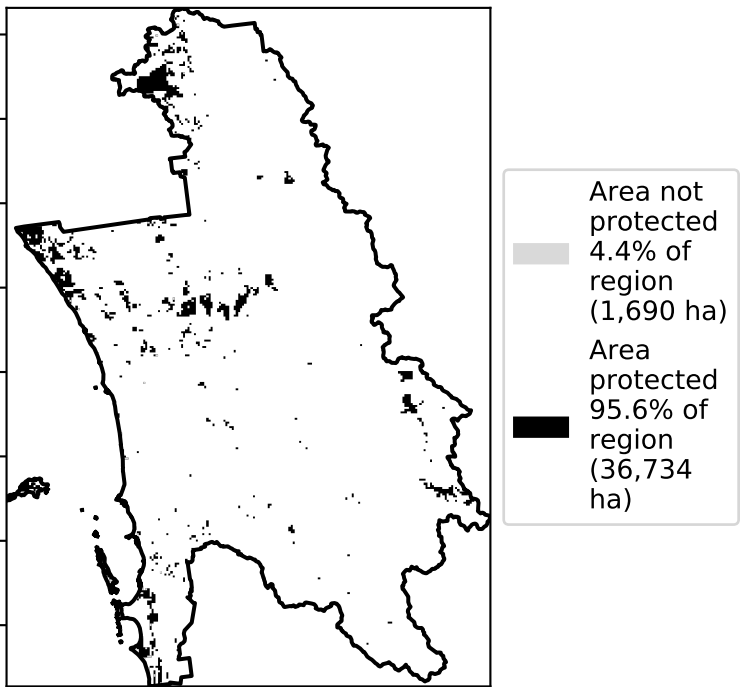 Area not
protected
4.4% of
region
(1,690 ha)
Area
protected
95.6% of
region
(36,734
ha)